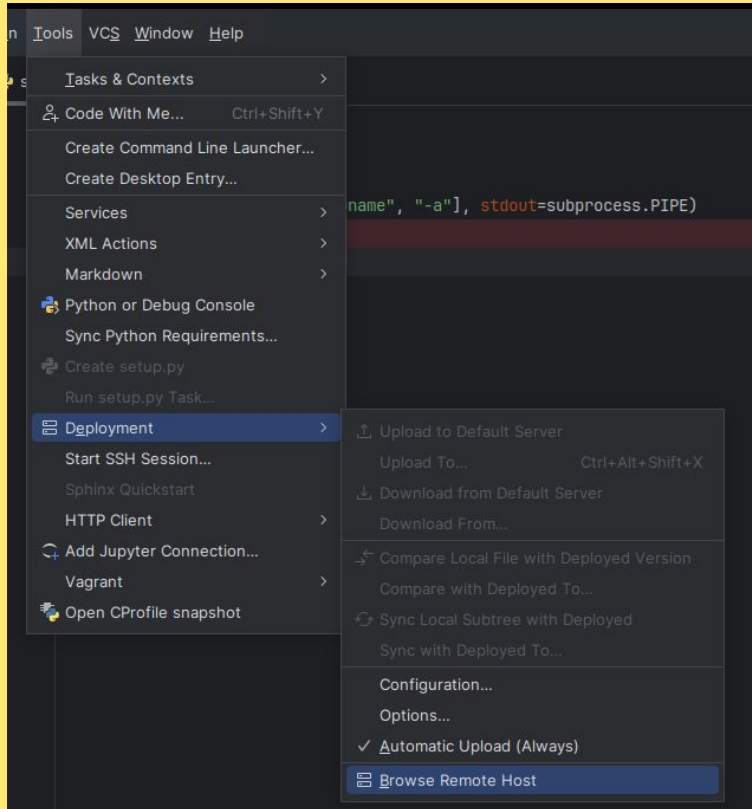 n Tools VCS Window Help
s
Tasks & Contexts
Code With Me... Ctrl+Shift+Y
Create Command Line Launcher...
Create Desktop Entry...
Services
name", "-a"], stdout=subprocess.PIPE)
XML Actions
Markdown
Python or Debug Console
Sync Python Requirements...
Create setup.py
Run setup.py Task...
Deployment
Start SSH Session...
Sphinx Quickstart
HTTP Client
Add Jupyter Connection...
Vagrant
Open CProfile snapshot
Upload to Default Server
Upload To... Ctrl+Alt+Shift+X
Download from Default Server
Download From...
Compare Local File with Deployed Version
Compare with Deployed To...
Sync Local Subtree with Deployed
Sync with Deployed To...
Configuration...
Options...
Automatic Upload (Always)
Browse Remote Host